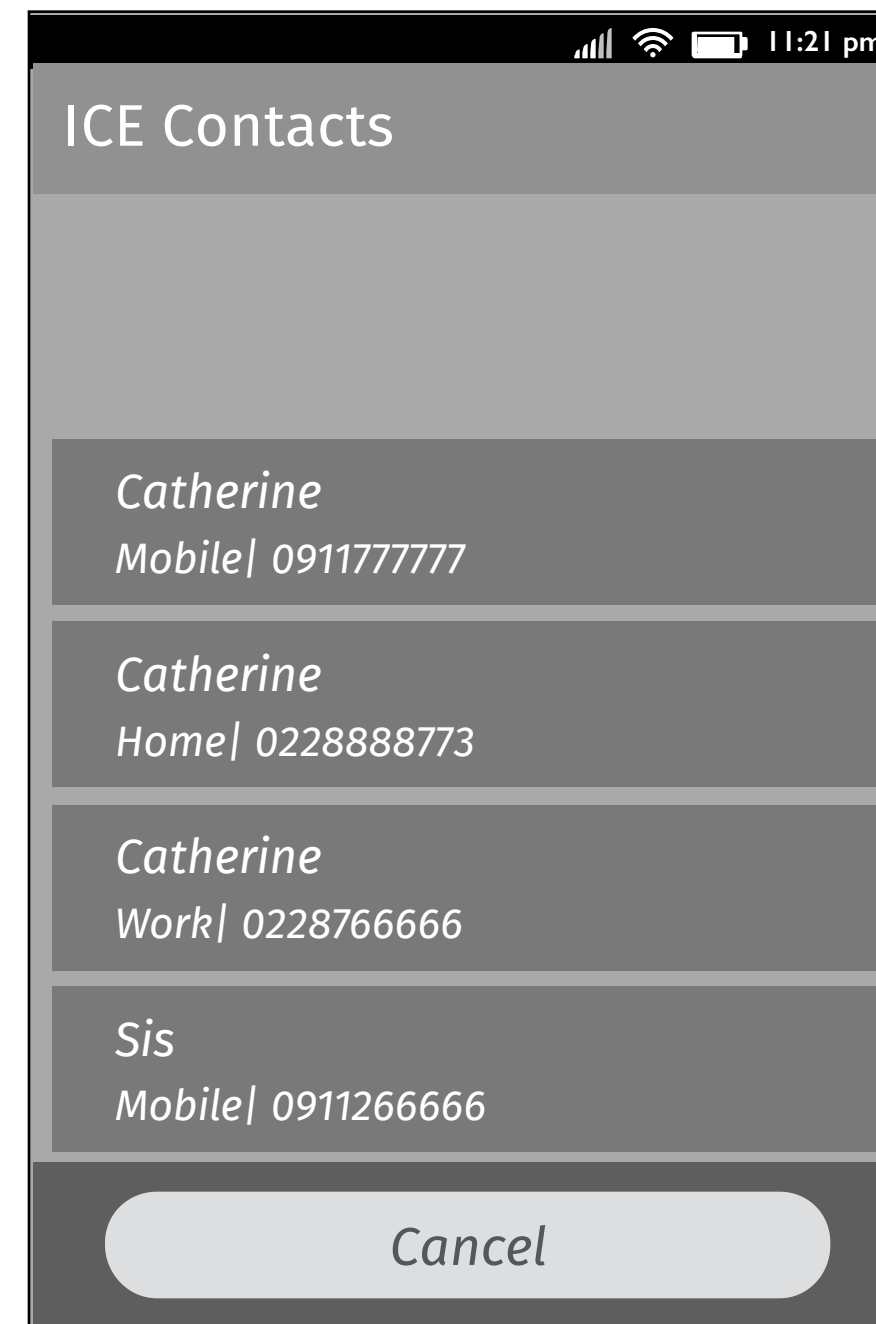 11:21 pm
ICE Contacts
Catherine
Mobile| 0911777777
Catherine
Home| 0228888773
Catherine
Work| 0228766666
Sis
Mobile| 0911266666
Cancel